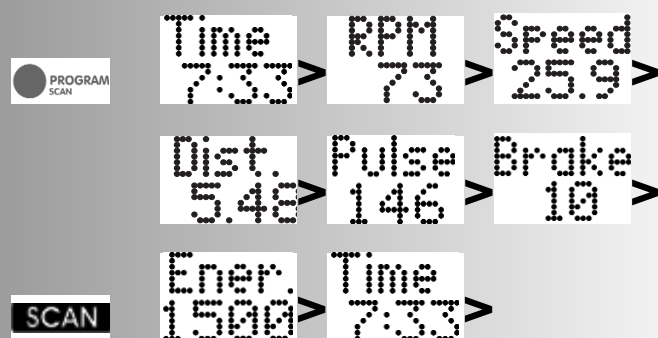 PROGRAM
SCAN
Time > RPM > Speed >
7:33 73 25.9
Dist > Pulse > Brake >
5.48 146 10
SCAN
Ener. > Time >
1500 7:33